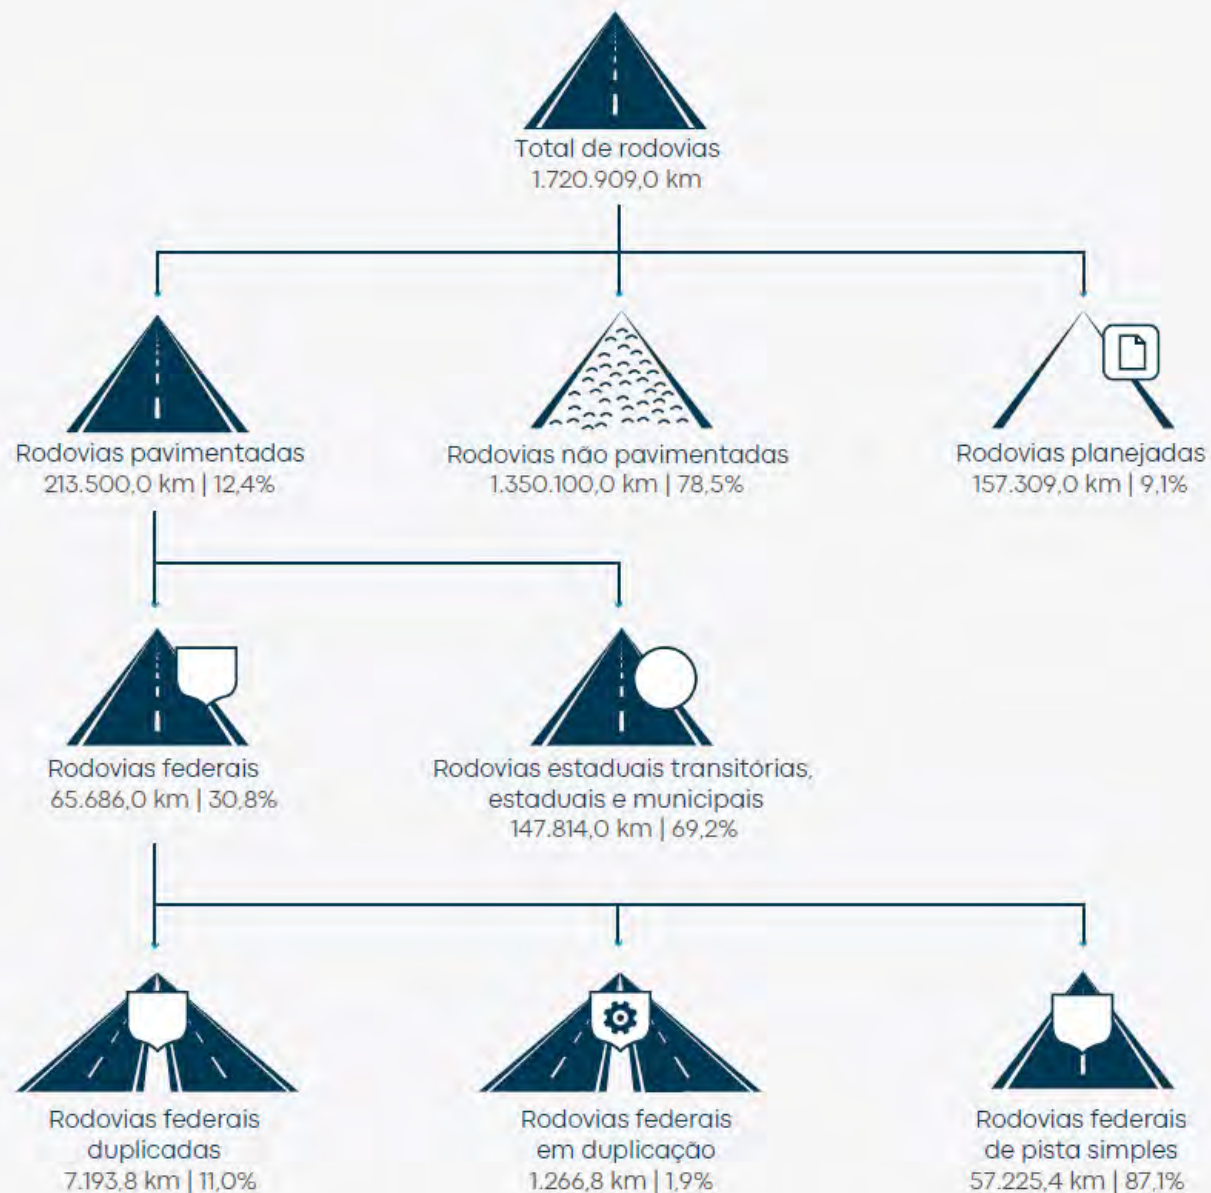 Total de rodovias
1.720.909,0 km
Rodovias pavimentadas
213.500,0 km | 12,4%
Rodovias não pavimentadas
1.350.100,0 km | 78,5%
Rodovias planejadas
157.309,0 km | 9,1%
Rodovias federais
65.686,0 km | 30,8%
Rodovias estaduais transitórias,
estaduais e municipais
147.814,0 km | 69,2%
Rodovias federais
duplicadas
7.193,8 km | 11,0%
Rodovias federais
em duplicação
1.266,8 km | 1,9%
Rodovias federais
de pista simples
57.225,4 km | 87,1%